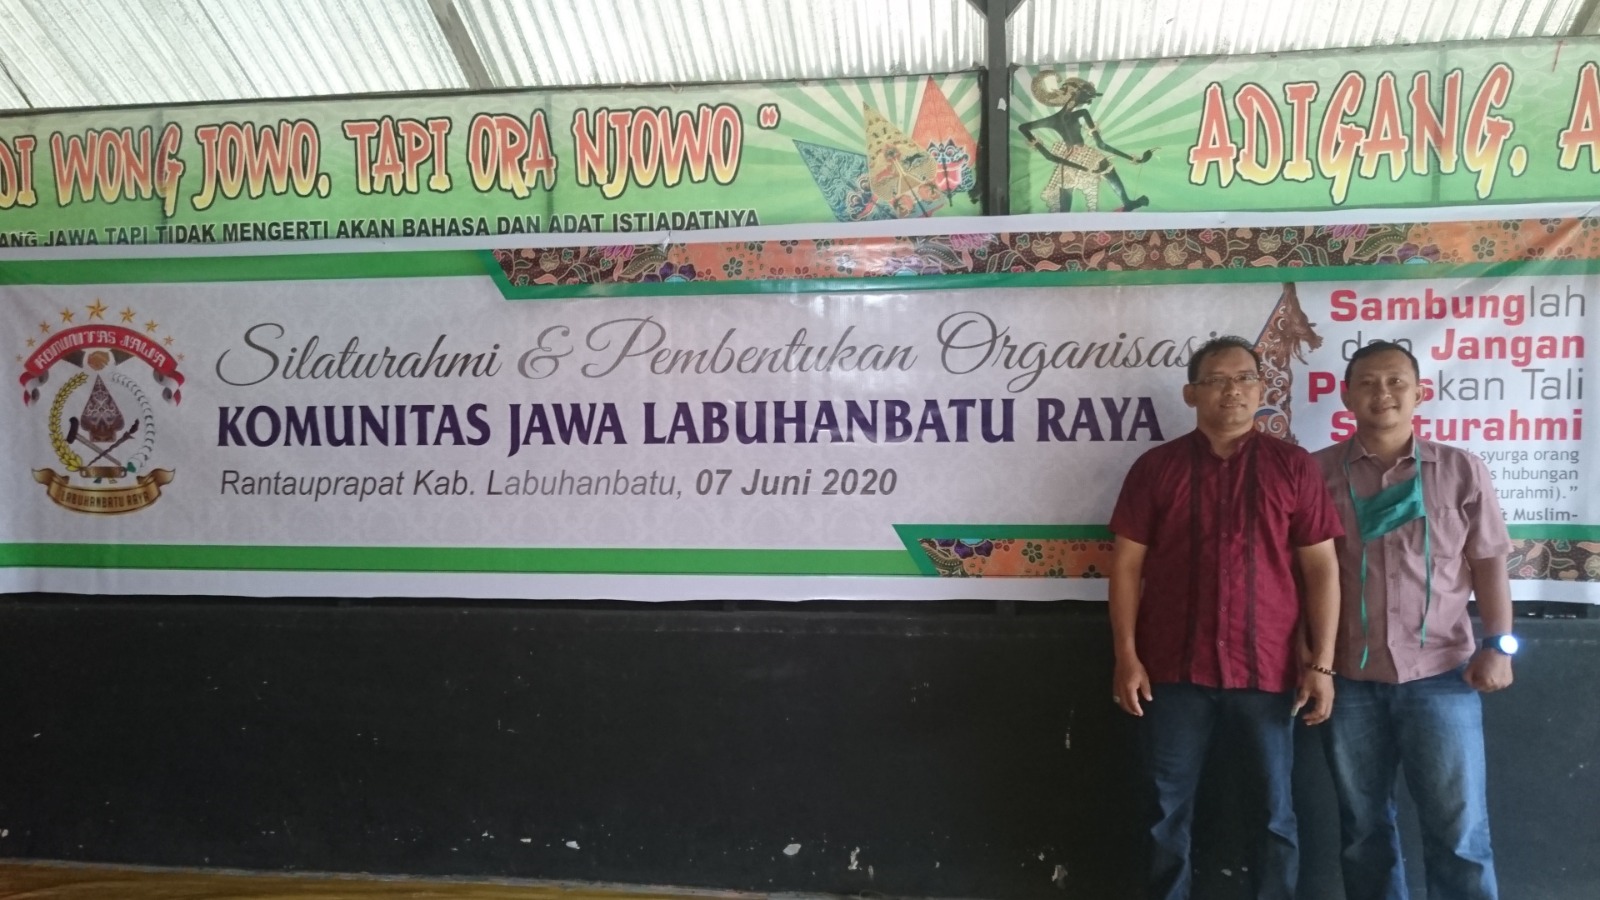 DI WONG JOWO, TAPI ORA NJOWO "
ANG JAWA TAPI TIDAK MENGERTI AKAN BAHASA DAN ADAT ISTIADATNYA
ADIGANG, A
KOMUNITAS JAWA
LABUHANBATU RAYA
Silaturahmi & Pembentukan Organisasi
KOMUNITAS JAWA LABUHANBATU RAYA
Rantauprapat Kab. Labuhanbatu, 07 Juni 2020
Sambunglah
dan Jangan
kan Tali
turahmi
syurga orang
hubungan
turahmi)."
Muslim-